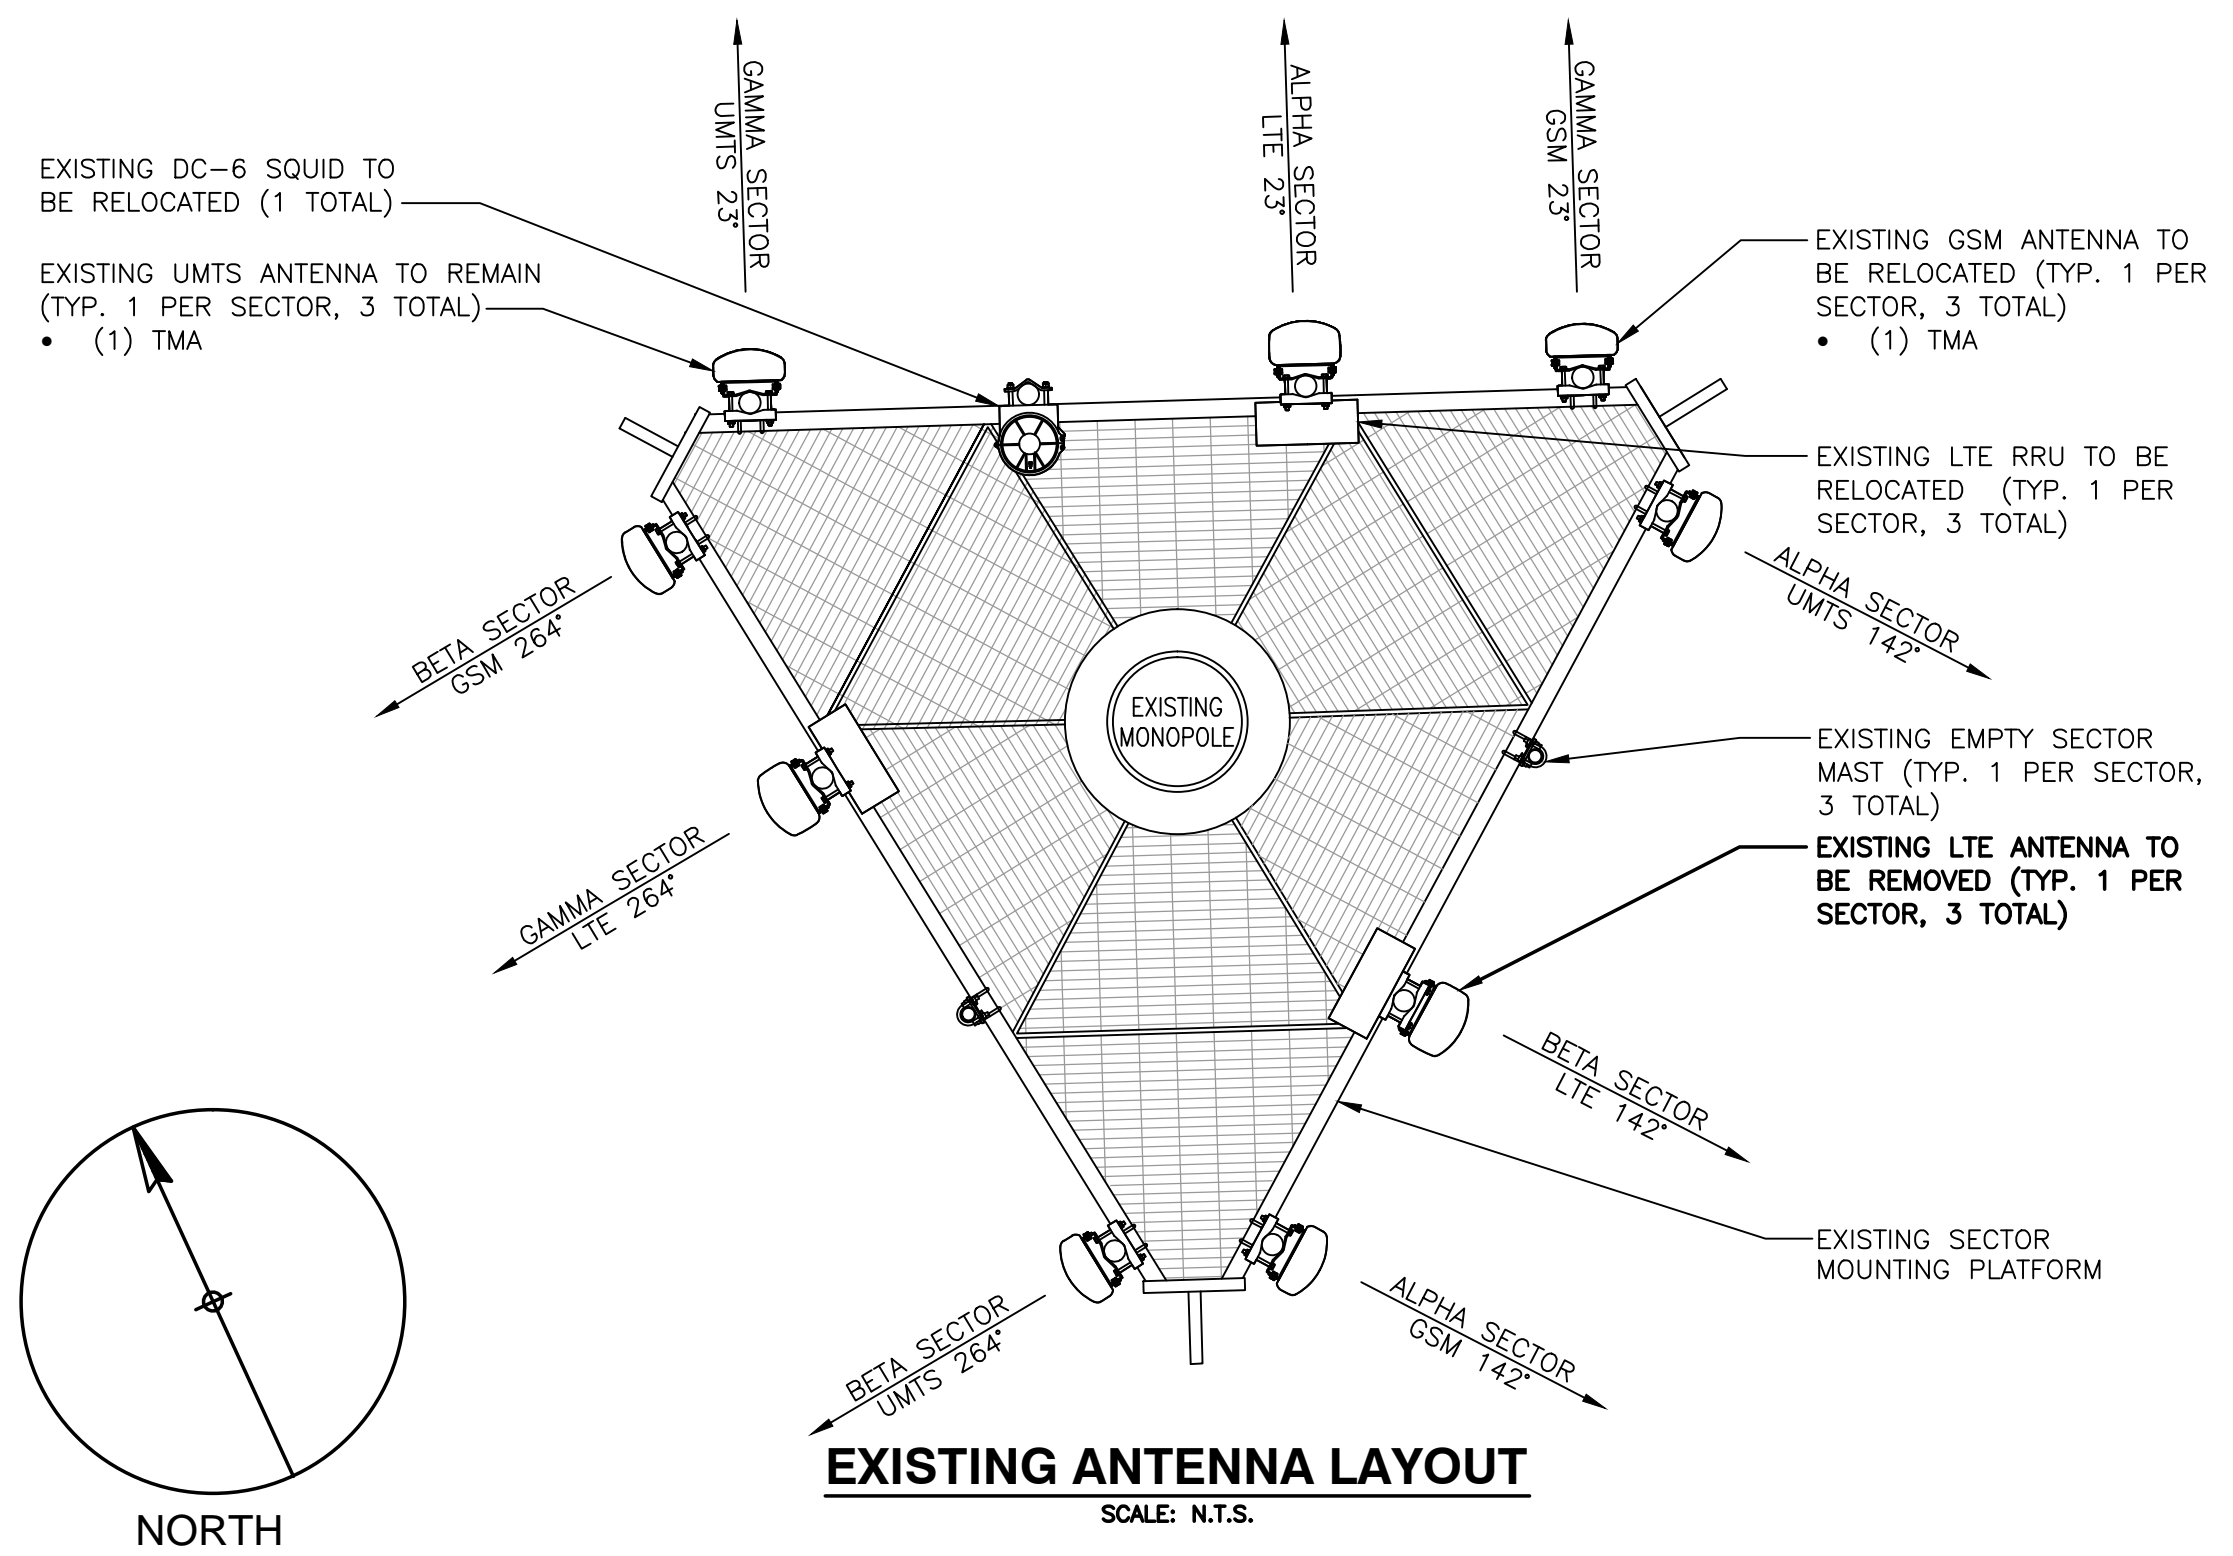 GAMMA SECTOR
UMTS 23°
ALPHA SECTOR
LTE 23°
GAMMA SECTOR
GSM 23°
EXISTING DC-6 SQUID TO
BE RELOCATED (1 TOTAL)
EXISTING UMTS ANTENNA TO REMAIN
(TYP. 1 PER SECTOR, 3 TOTAL)
• (1) TMA
EXISTING GSM ANTENNA TO
BE RELOCATED (TYP. 1 PER
SECTOR, 3 TOTAL)
• (1) TMA
EXISTING LTE RRU TO BE
RELOCATED (TYP. 1 PER
SECTOR, 3 TOTAL)
ALPHA SECTOR
UMTS 142°
BETA SECTOR
GSM 264°
EXISTING
MONOPOLE
EXISTING EMPTY SECTOR
MAST (TYP. 1 PER SECTOR,
3 TOTAL)
EXISTING LTE ANTENNA TO
BE REMOVED (TYP. 1 PER
SECTOR, 3 TOTAL)
GAMMA SECTOR
LTE 264°
BETA SECTOR
LTE 142°
EXISTING SECTOR
MOUNTING PLATFORM
BETA SECTOR
UMTS 264°
ALPHA SECTOR
GSM 142°
EXISTING ANTENNA LAYOUT
SCALE: N.T.S.
NORTH